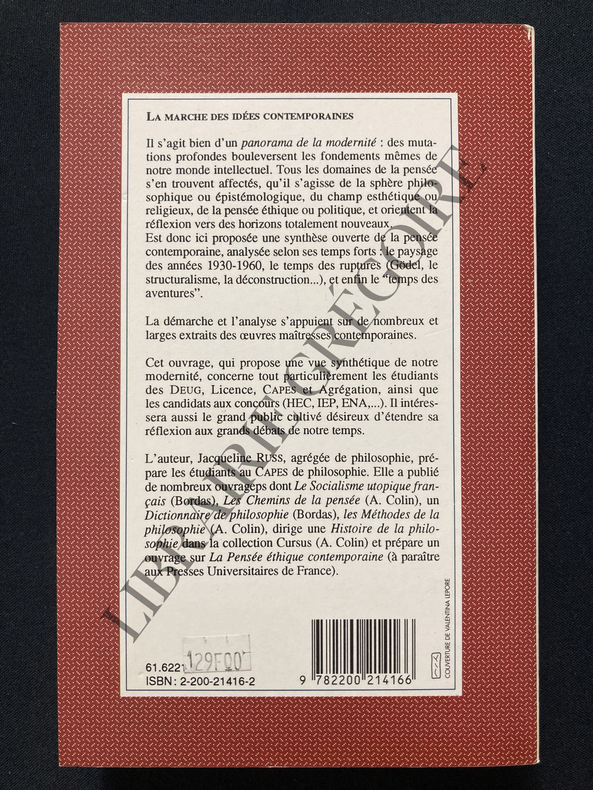 LA MARCHE DES IDÉES CONTEMPORAINES
Il s'agit bien d'un panorama de la modernité : des muta-
tions profondes bouleversent les fondements mêmes de
notre monde intellectuel. Tous les domaines de la pensée
s'en trouvent affectés, qu'il s'agisse de la sphère philo-
sophique ou épistémologique, du champ esthétique ou
religieux, de la pensée éthique ou politique, et orientent la
réflexion vers des horizons totalement nouveaux.
Est donc ici proposée une synthèse ouverte de la pensée
contemporaine, analysée selon ses temps forts : le paysage
des années 1930-1960, le temps des ruptures (Gödel, le
structuralisme, la déconstruction...), et enfin le "temps des
aventures".
La démarche et l'analyse s'appuient sur de nombreux et
larges extraits des œuvres maîtresses contemporaines.
Cet ouvrage, qui propose une vue synthétique de notre
modernité, concerne tout particulièrement les étudiants
des DEUG, Licence, CAPES et Agrégation, ainsi que
les candidats aux concours (HEC, IEP, ENA,...). Il intéres-
sera aussi le grand public cultivé désireux d'étendre sa
réflexion aux grands débats de notre temps.
L'auteur, Jacqueline RUSS, agrégée de philosophie, pré-
pare les étudiants au CAPES de philosophie. Elle a publié
de nombreux ouvrageps dont Le Socialisme utopique fran-
çais (Bordas), Les Chemins de la pensée (A. Colin), un
Dictionnaire de philosophie (Bordas), les Méthodes de la
philosophie (A. Colin), dirige une Histoire de la philo-
sophie dans la collection Cursus (A. Colin) et prépare un
ouvrage sur La Pensée éthique contemporaine (à paraître
aux Presses Universitaires de France).
COUVERTURE DE VALENTINA LEPORE
61.6221
129F00
ISBN : 2-200-21416-2
9 782200 214166
LIBRAIRIE GRÉGOIRE